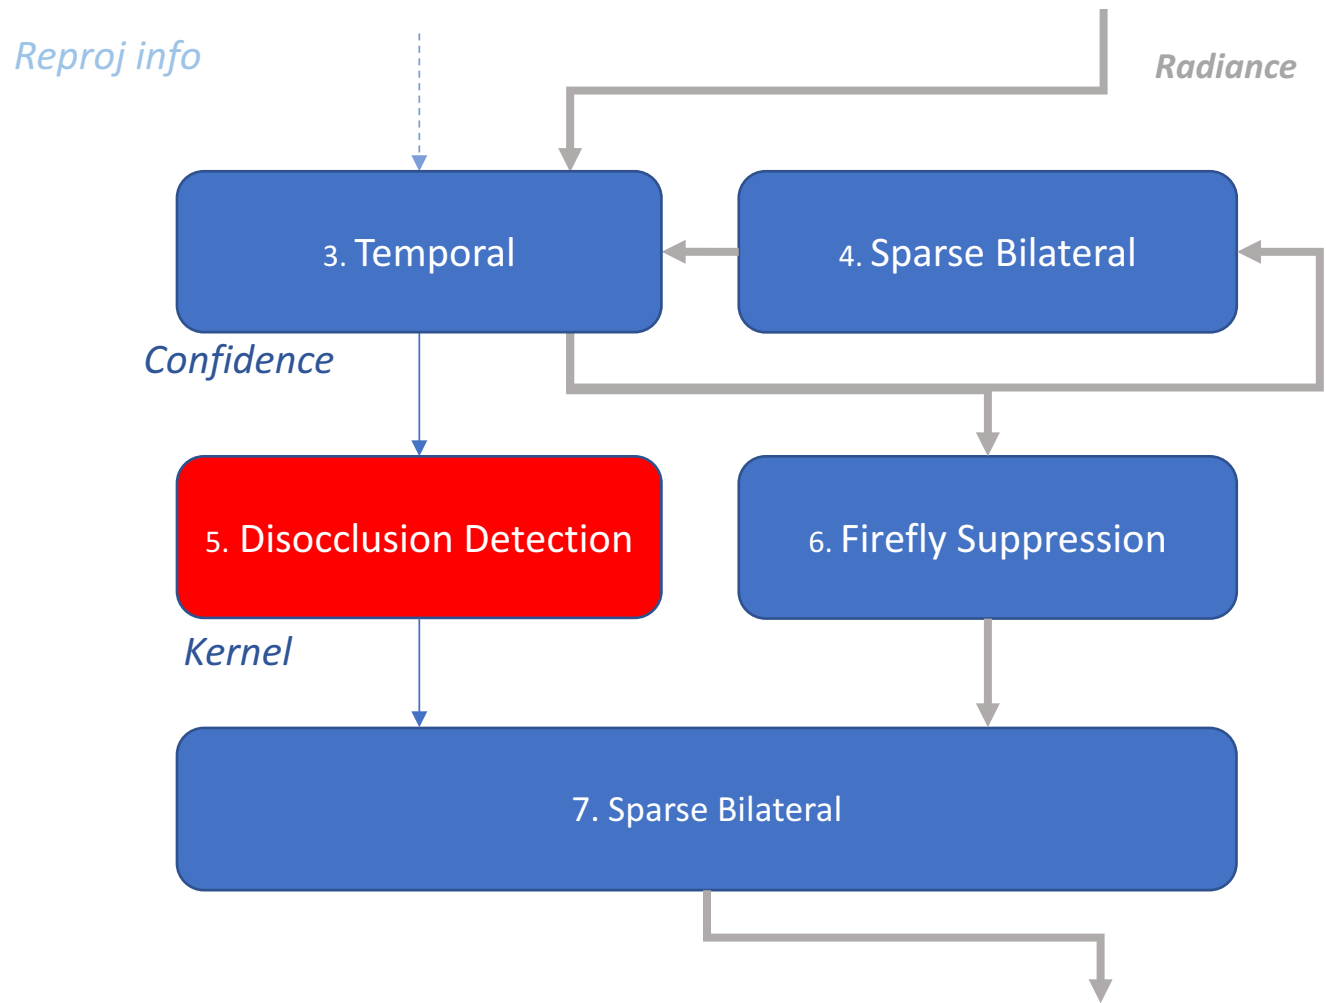 Reproj info
Radiance
3. Temporal
4. Sparse Bilateral
Confidence
5. Disocclusion Detection
6. Firefly Suppression
Kernel
7. Sparse Bilateral